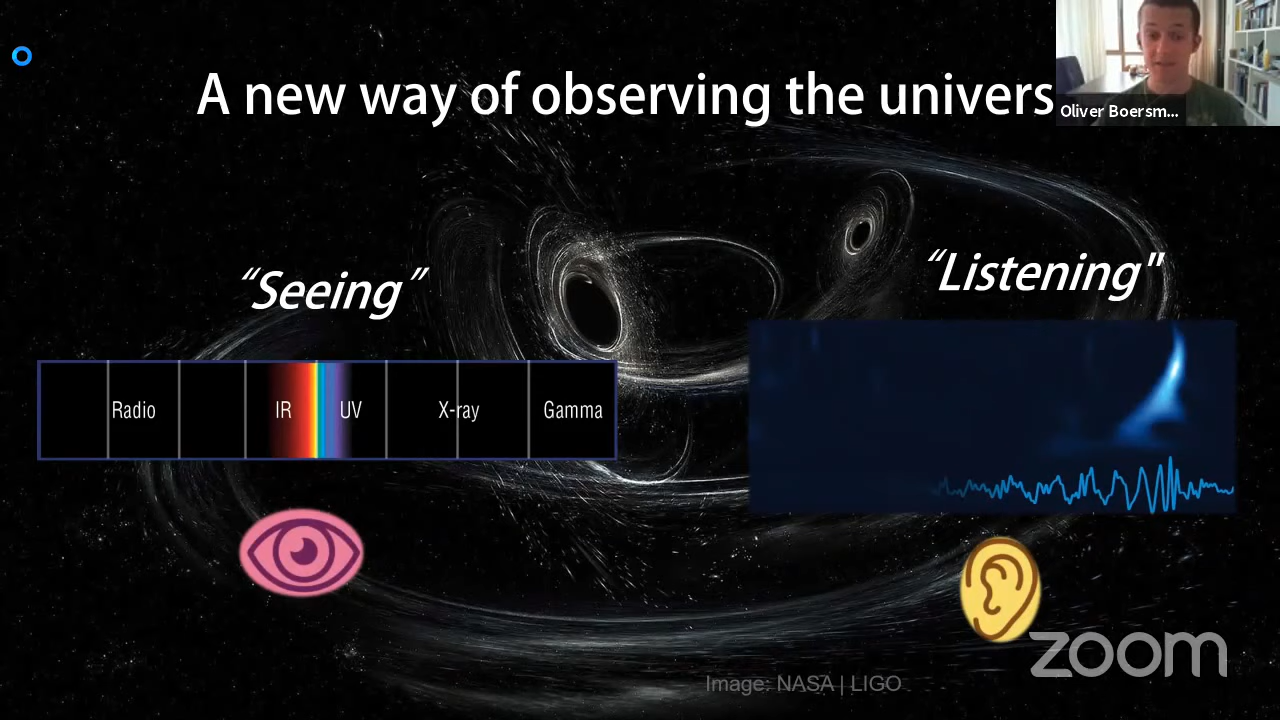 A new way of observing the univers
Oliver Boersm...
“Seeing”
“Listening"
Radio
IR
UV
X-ray
Gamma
zoom
Image: NASA | LIGO